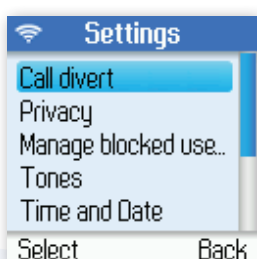 Settings
Call divert
Privacy
Manage blocked use...
Tones
Time and Date
Select Back